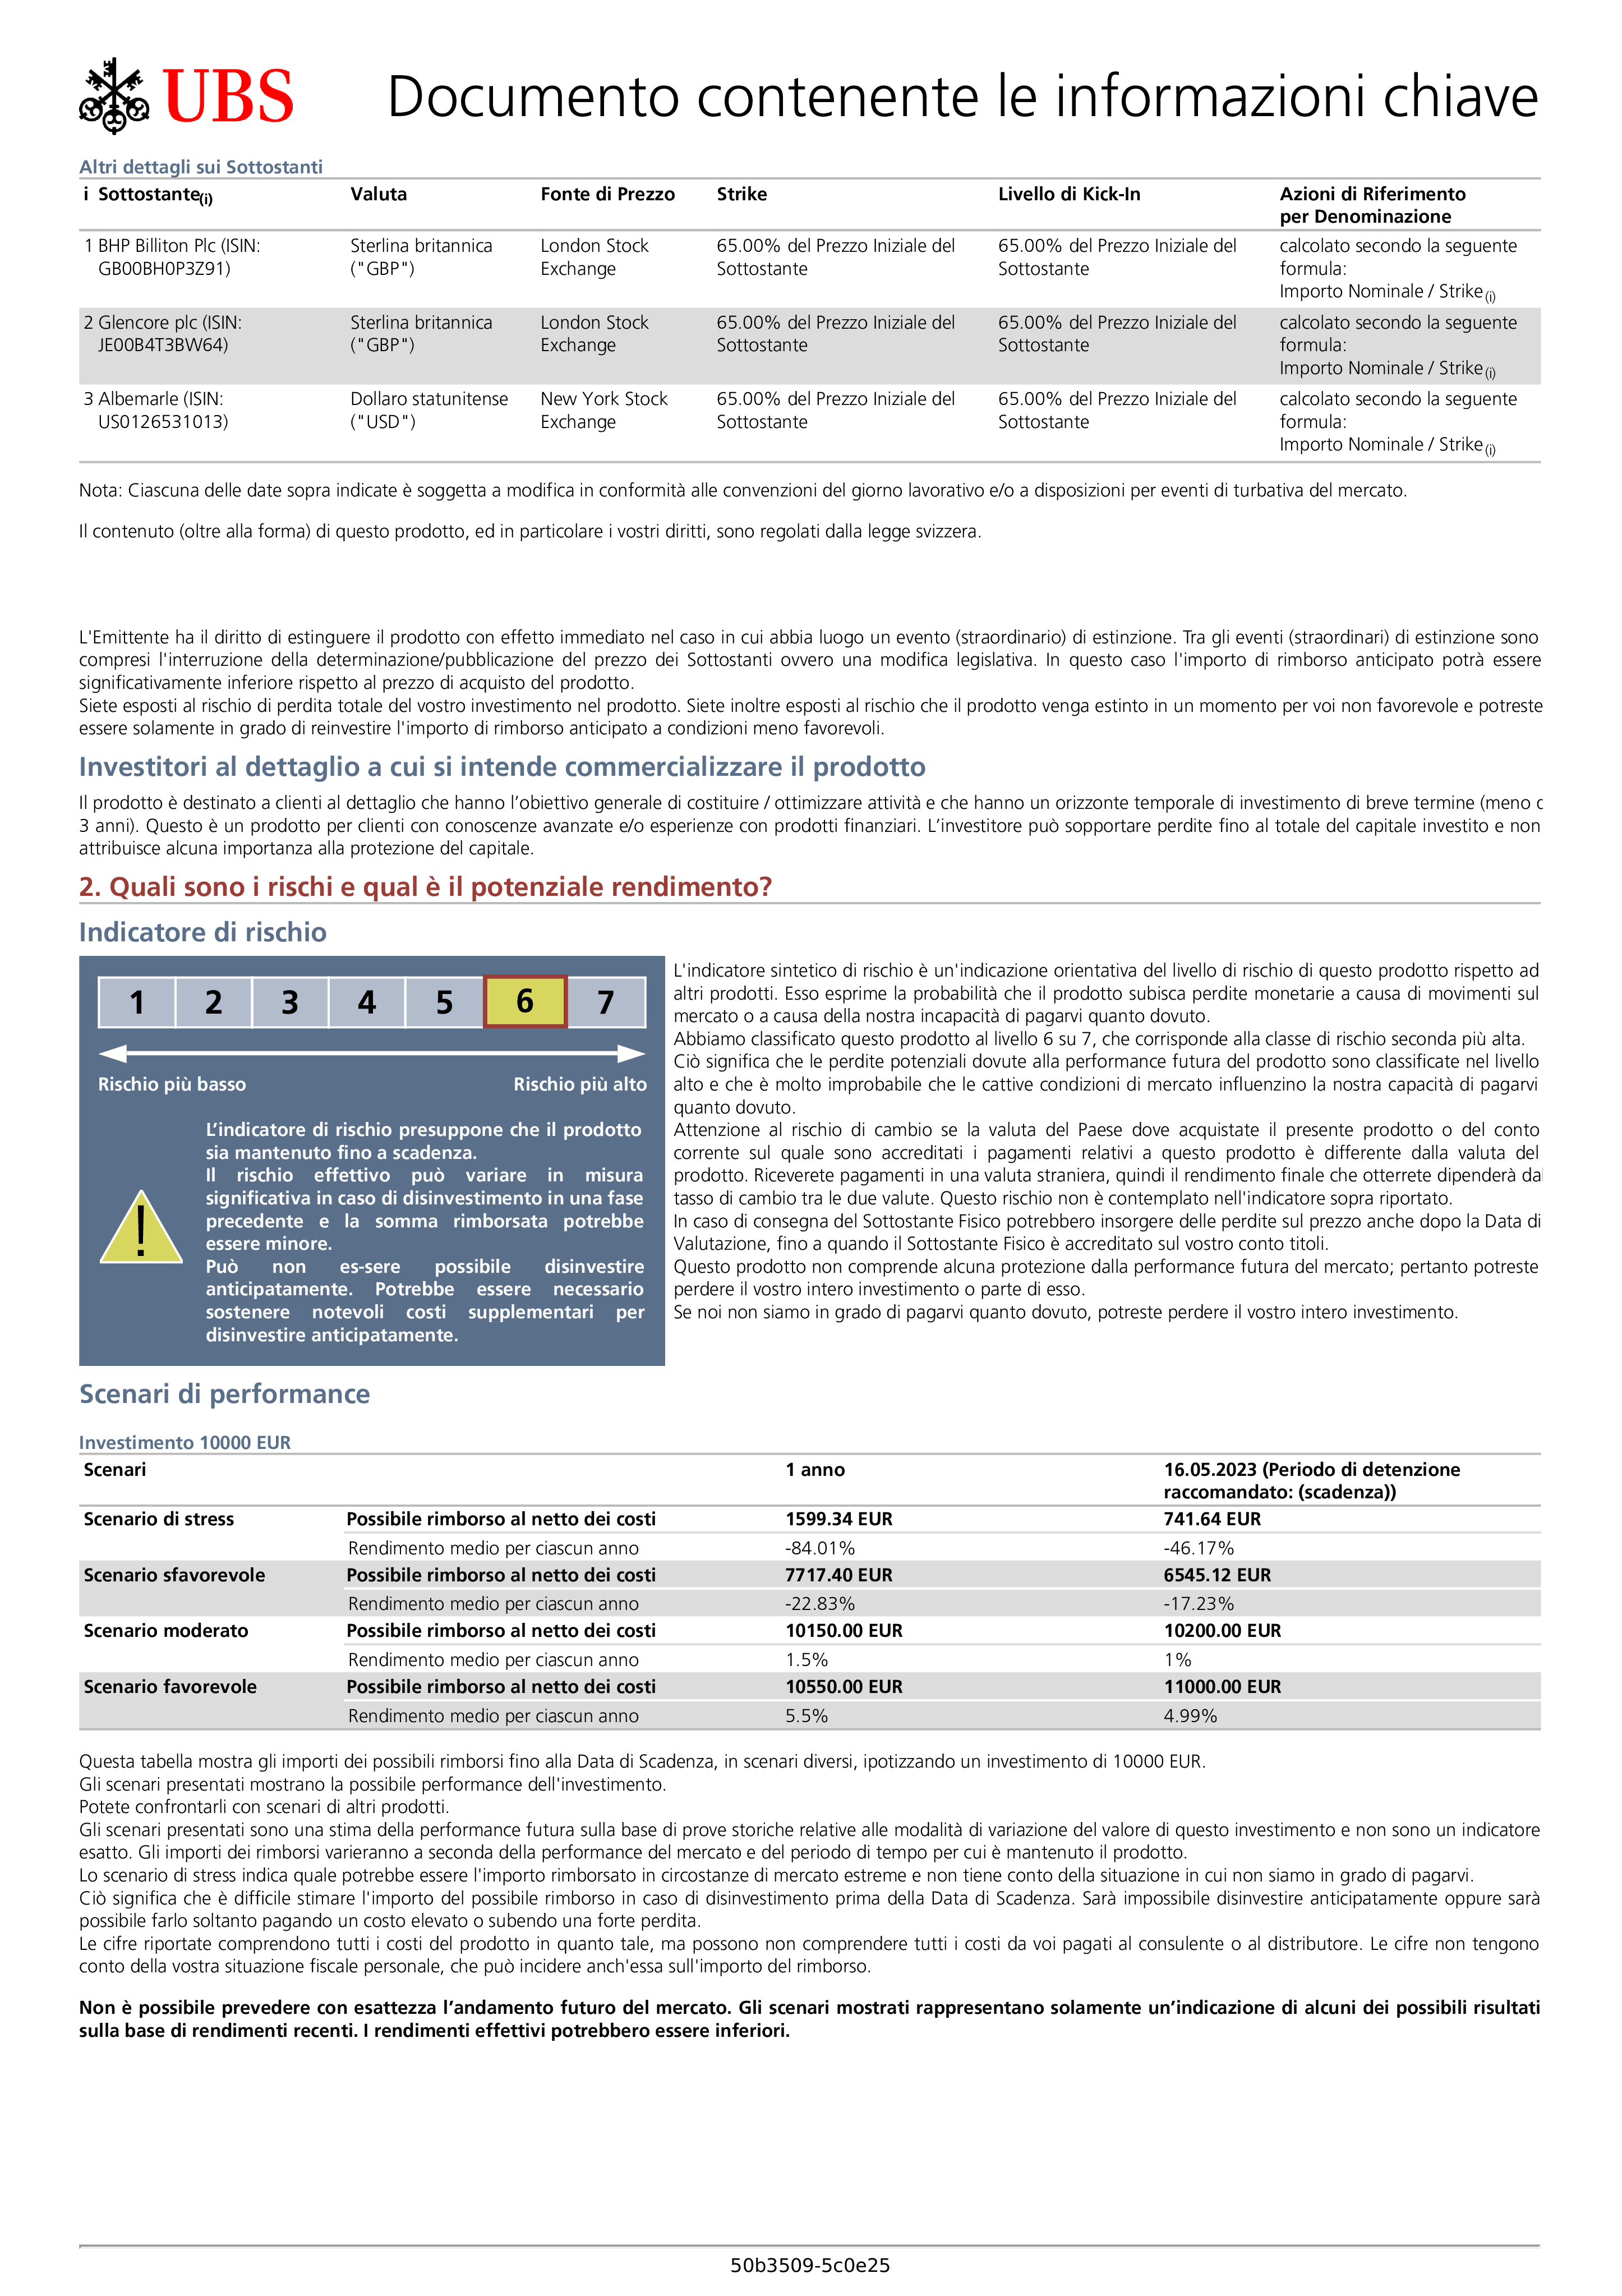 UBS
Documento contenente le informazioni chiave
Altri dettagli sui Sottostanti
i Sottostante(i) Valuta Fonte di Prezzo Strike Livello di Kick-In Azioni di Riferimento
per Denominazione
1 BHP Billiton Plc (ISIN: Sterlina britannica London Stock 65.00% del Prezzo Iniziale del 65.00% del Prezzo Iniziale del calcolato secondo la seguente
GB00BH0P3Z91) ("GBP") Exchange Sottostante Sottostante formula:
Importo Nominale / Strike(i)
2 Glencore plc (ISIN: Sterlina britannica London Stock 65.00% del Prezzo Iniziale del 65.00% del Prezzo Iniziale del calcolato secondo la seguente
JE00B4T3BW64) ("GBP") Exchange Sottostante Sottostante formula:
Importo Nominale / Strike(i)
3 Albemarle (ISIN: Dollaro statunitense New York Stock 65.00% del Prezzo Iniziale del 65.00% del Prezzo Iniziale del calcolato secondo la seguente
US0126531013) ("USD") Exchange Sottostante Sottostante formula:
Importo Nominale / Strike(i)
Nota: Ciascuna delle date sopra indicate è soggetta a modifica in conformità alle convenzioni del giorno lavorativo e/o a disposizioni per eventi di turbativa del mercato.
Il contenuto (oltre alla forma) di questo prodotto, ed in particolare i vostri diritti, sono regolati dalla legge svizzera.
L'Emittente ha il diritto di estinguere il prodotto con effetto immediato nel caso in cui abbia luogo un evento (straordinario) di estinzione. Tra gli eventi (straordinari) di estinzione sono
compresi l'interruzione della determinazione/pubblicazione del prezzo dei Sottostanti ovvero una modifica legislativa. In questo caso l'importo di rimborso anticipato potrà essere
significativamente inferiore rispetto al prezzo di acquisto del prodotto.
Siete esposti al rischio di perdita totale del vostro investimento nel prodotto. Siete inoltre esposti al rischio che il prodotto venga estinto in un momento per voi non favorevole e potreste
essere solamente in grado di reinvestire l'importo di rimborso anticipato a condizioni meno favorevoli.
Investitori al dettaglio a cui si intende commercializzare il prodotto
Il prodotto è destinato a clienti al dettaglio che hanno l’obiettivo generale di costituire / ottimizzare attività e che hanno un orizzonte temporale di investimento di breve termine (meno
3 anni). Questo è un prodotto per clienti con conoscenze avanzate e/o esperienze con prodotti finanziari. L’investitore può sopportare perdite fino al totale del capitale investito e non
attribuisce alcuna importanza alla protezione del capitale.
2. Quali sono i rischi e qual è il potenziale rendimento?
Indicatore di rischio
1 2 3 4 5 6 7
Rischio più basso Rischio più alto
L’indicatore di rischio presuppone che il prodotto
sia mantenuto fino a scadenza.
Il rischio effettivo può variare in misura
significativa in caso di disinvestimento in una fase
precedente e la somma rimborsata potrebbe
essere minore.
Può non es-sere possibile disinvestire
anticipatamente. Potrebbe essere necessario
sostenere notevoli costi supplementari per
disinvestire anticipatamente.
L'indicatore sintetico di rischio è un'indicazione orientativa del livello di rischio di questo prodotto rispetto ad
altri prodotti. Esso esprime la probabilità che il prodotto subisca perdite monetarie a causa di movimenti sul
mercato o a causa della nostra incapacità di pagarvi quanto dovuto.
Abbiamo classificato questo prodotto al livello 6 su 7, che corrisponde alla classe di rischio seconda più alta.
Ciò significa che le perdite potenziali dovute alla performance futura del prodotto sono classificate nel livello
alto e che è molto improbabile che le cattive condizioni di mercato influenzino la nostra capacità di pagarvi
quanto dovuto.
Attenzione al rischio di cambio se la valuta del Paese dove acquistate il presente prodotto o del conto
corrente sul quale sono accreditati i pagamenti relativi a questo prodotto è differente dalla valuta del
prodotto. Riceverete pagamenti in una valuta straniera, quindi il rendimento finale che otterrete dipenderà dal
tasso di cambio tra le due valute. Questo rischio non è contemplato nell'indicatore sopra riportato.
In caso di consegna del Sottostante Fisico potrebbero insorgere delle perdite sul prezzo anche dopo la Data di
Valutazione, fino a quando il Sottostante Fisico è accreditato sul vostro conto titoli.
Questo prodotto non comprende alcuna protezione dalla performance futura del mercato; pertanto potreste
perdere il vostro intero investimento o parte di esso.
Se noi non siamo in grado di pagarvi quanto dovuto, potreste perdere il vostro intero investimento.
Scenari di performance
Investimento 10000 EUR
Scenari 1 anno 16.05.2023 (Periodo di detenzione
raccomandato: (scadenza))
Scenario di stress Possibile rimborso al netto dei costi 1599.34 EUR 741.64 EUR
Rendimento medio per ciascun anno -84.01% -46.17%
Scenario sfavorevole Possibile rimborso al netto dei costi 7717.40 EUR 6545.12 EUR
Rendimento medio per ciascun anno -22.83% -17.23%
Scenario moderato Possibile rimborso al netto dei costi 10150.00 EUR 10200.00 EUR
Rendimento medio per ciascun anno 1.5% 1%
Scenario favorevole Possibile rimborso al netto dei costi 10550.00 EUR 11000.00 EUR
Rendimento medio per ciascun anno 5.5% 4.99%
Questa tabella mostra gli importi dei possibili rimborsi fino alla Data di Scadenza, in scenari diversi, ipotizzando un investimento di 10000 EUR.
Gli scenari presentati mostrano la possibile performance dell'investimento.
Potete confrontarli con scenari di altri prodotti.
Gli scenari presentati sono una stima della performance futura sulla base di prove storiche relative alle modalità di variazione del valore di questo investimento e non sono un indicatore
esatto. Gli importi dei rimborsi varieranno a seconda della performance del mercato e del periodo di tempo per cui è mantenuto il prodotto.
Lo scenario di stress indica quale potrebbe essere l'importo rimborsato in circostanze di mercato estreme e non tiene conto della situazione in cui non siamo in grado di pagarvi.
Ciò significa che è difficile stimare l'importo del possibile rimborso in caso di disinvestimento prima della Data di Scadenza. Sarà impossibile disinvestire anticipatamente oppure sarà
possibile farlo soltanto pagando un costo elevato o subendo una forte perdita.
Le cifre riportate comprendono tutti i costi del prodotto in quanto tale, ma possono non comprendere tutti i costi da voi pagati al consulente o al distributore. Le cifre non tengono
conto della vostra situazione fiscale personale, che può incidere anch'essa sull'importo del rimborso.
Non è possibile prevedere con esattezza l’andamento futuro del mercato. Gli scenari mostrati rappresentano solamente un’indicazione di alcuni dei possibili risultati
sulla base di rendimenti recenti. I rendimenti effettivi potrebbero essere inferiori.
50b3509-5c0e25